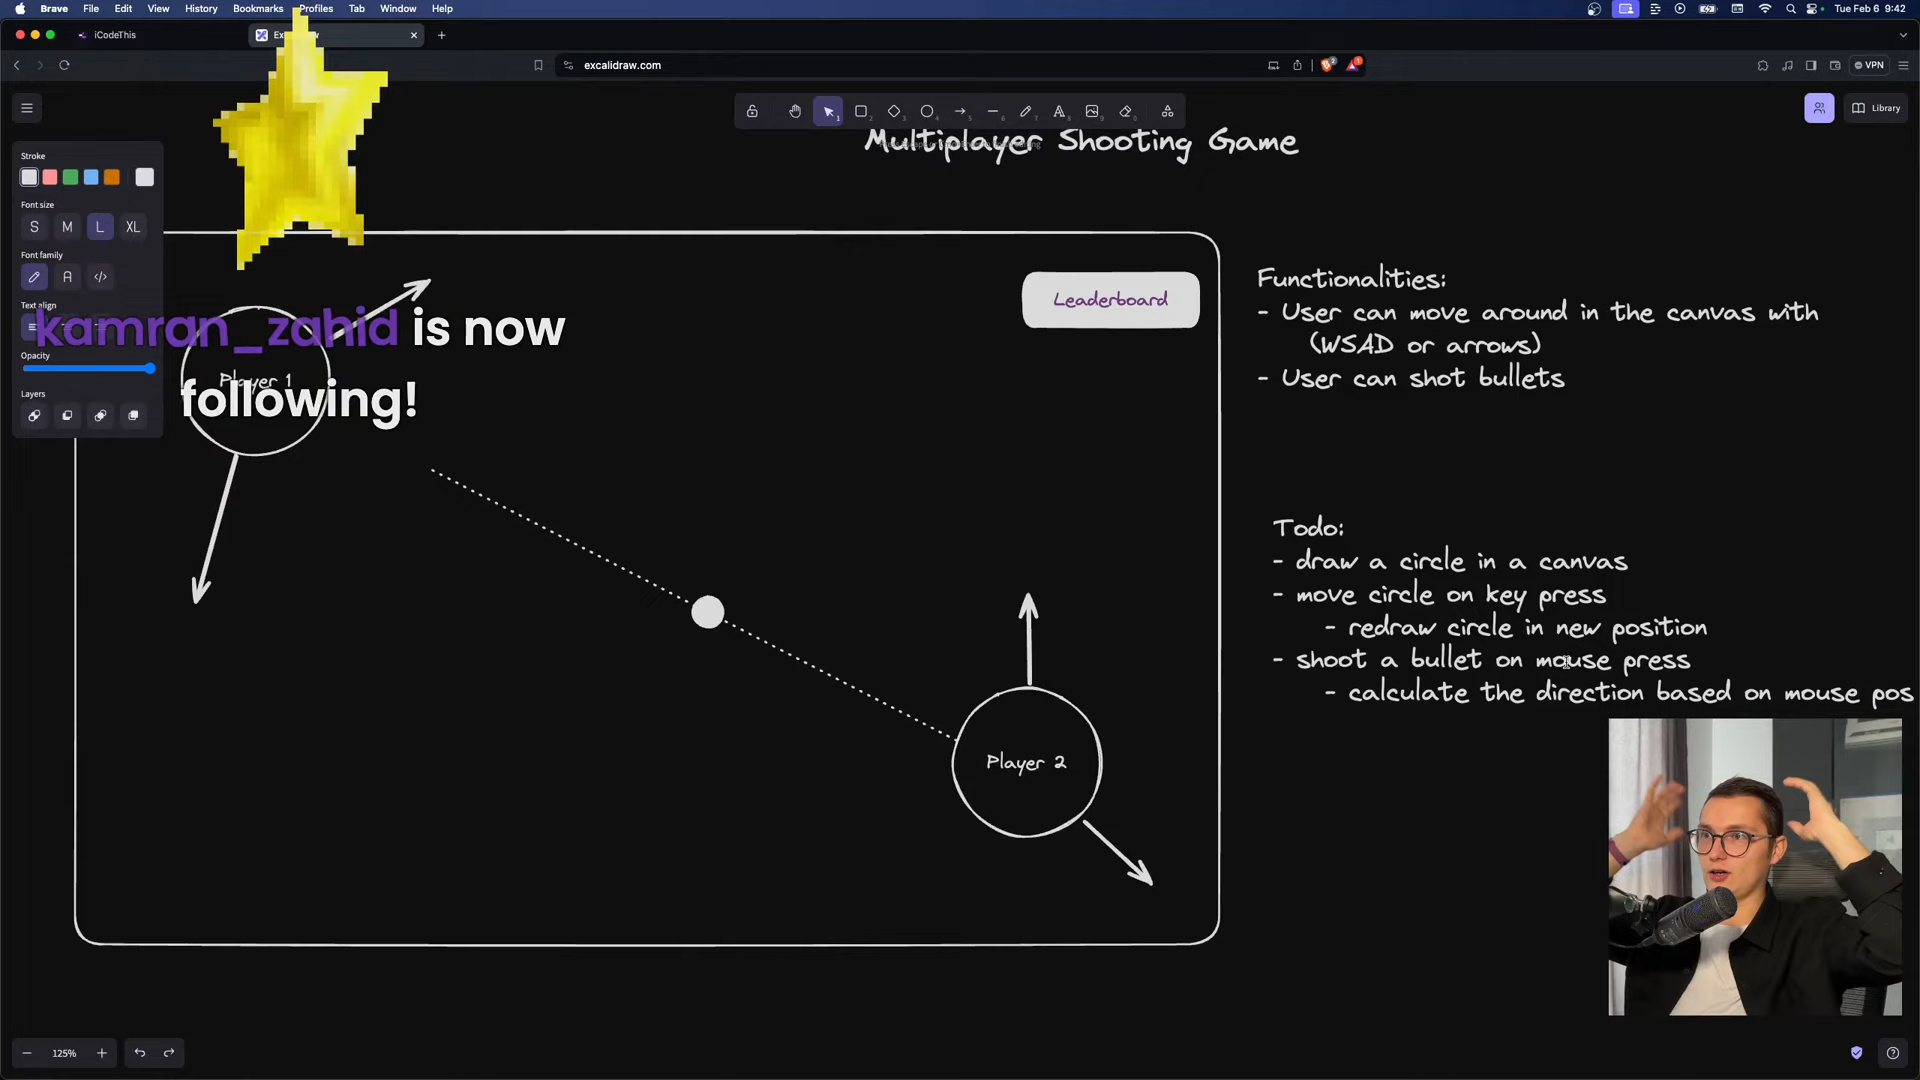 Brave File Edit View History Bookmarks Profiles Tab Window Help
Tue Feb 6 9:42
iCodeThis
excalidraw.com
VPN
Library
Multiplayer Shooting Game
Stroke
Font size
S M L XL
Font family
A </>
Text align
Opacity
Layers
kamran_zahid is now
following!
Player 1
Leaderboard
Player 2
Functionalities:
- User can move around in the canvas with
(WSAD or arrows)
- User can shot bullets
Todo:
- draw a circle in a canvas
- move circle on key press
- redraw circle in new position
- shoot a bullet on mouse press
- calculate the direction based on mouse pos
125%